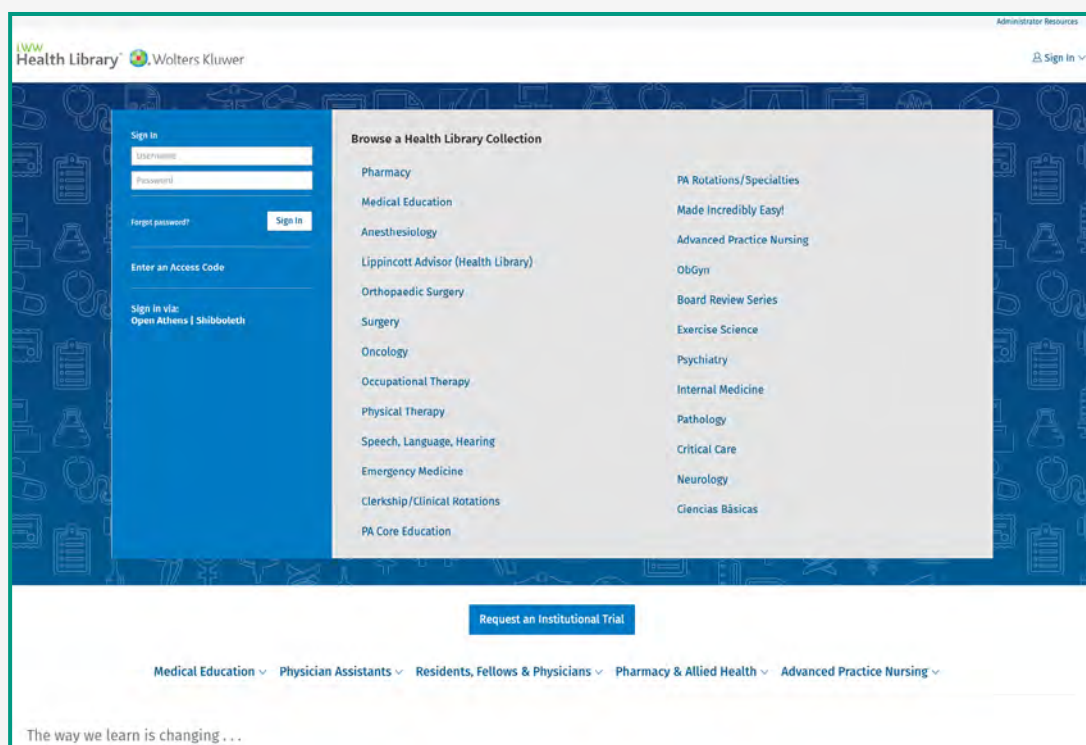 Administrator Resources
LWW
Health Library™ Wolters Kluwer
Sign In
Sign In
Username
Password
Forgot password?
Sign In
Enter an Access Code
Sign in via:
Open Athens | Shibboleth
Browse a Health Library Collection
Pharmacy
Medical Education
Anesthesiology
Lippincott Advisor (Health Library)
Orthopaedic Surgery
Surgery
Oncology
Occupational Therapy
Physical Therapy
Speech, Language, Hearing
Emergency Medicine
Clerkship/Clinical Rotations
PA Core Education
PA Rotations/Specialties
Made Incredibly Easy!
Advanced Practice Nursing
ObGyn
Board Review Series
Exercise Science
Psychiatry
Internal Medicine
Pathology
Critical Care
Neurology
Ciencias Básicas
Request an Institutional Trial
Medical Education Physician Assistants Residents, Fellows & Physicians Pharmacy & Allied Health Advanced Practice Nursing
The way we learn is changing . . .